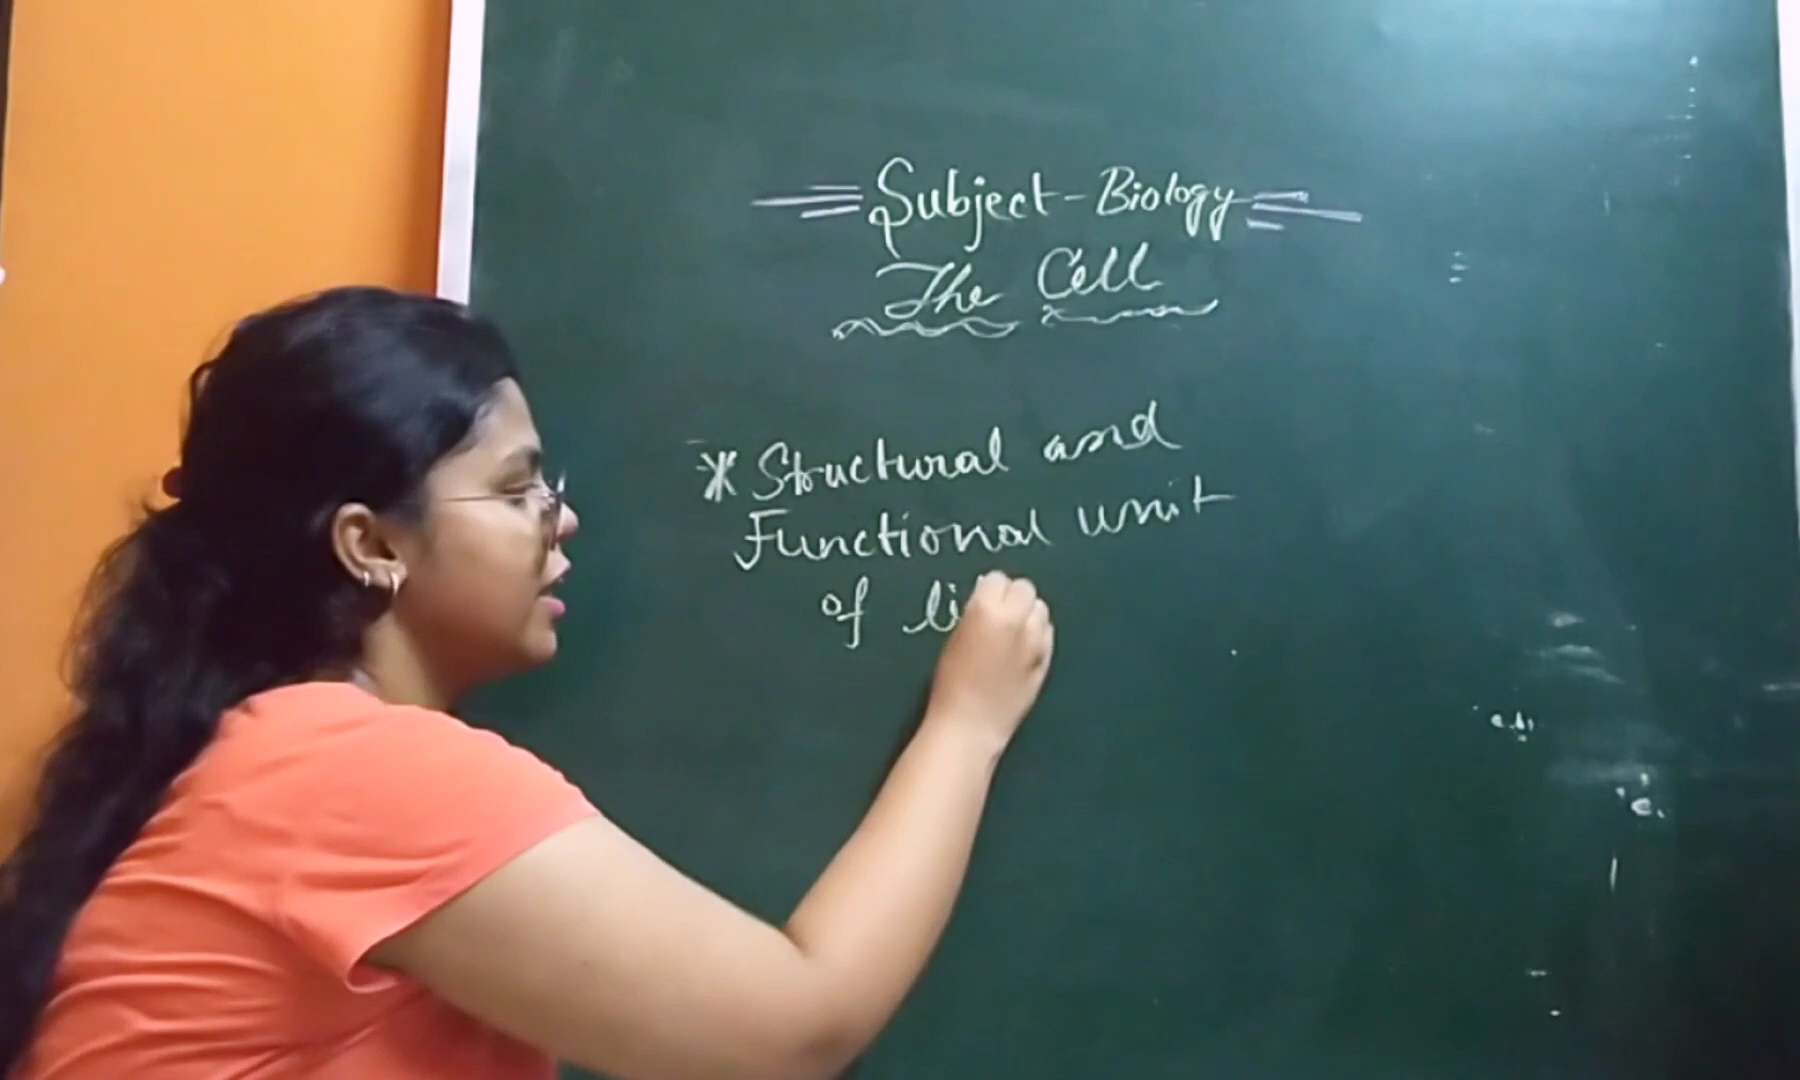 Subject-Biology
The Cell
* Structural and
Functional unit
of li